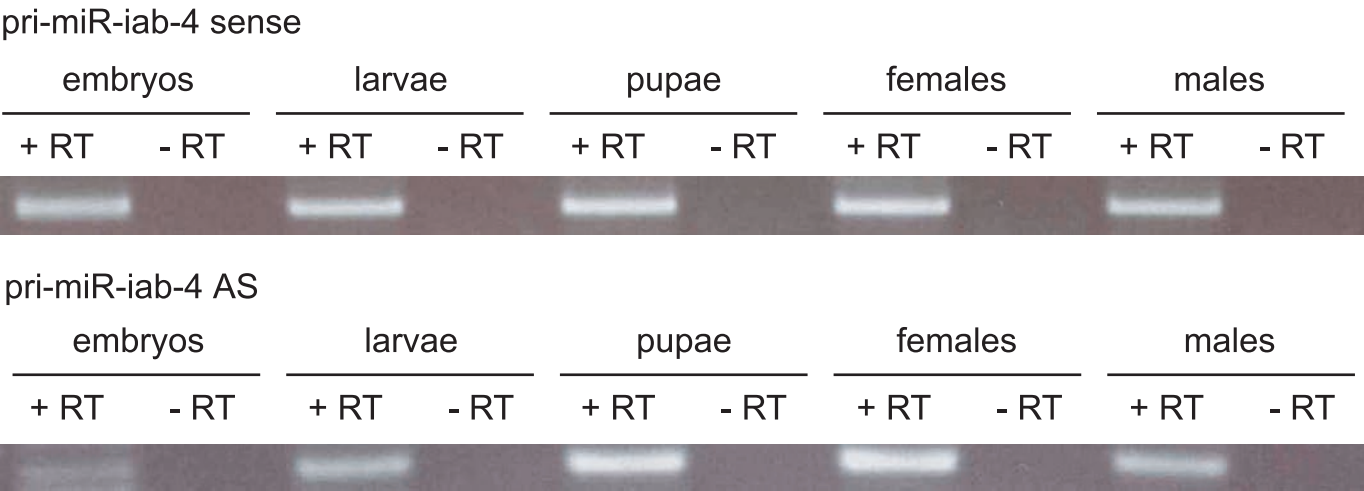 pri-miR-iab-4 sense
embryos larvae pupae females males
+ RT - RT + RT - RT + RT - RT + RT - RT + RT - RT
pri-miR-iab-4 AS
embryos larvae pupae females males
+ RT - RT + RT - RT + RT - RT + RT - RT + RT - RT